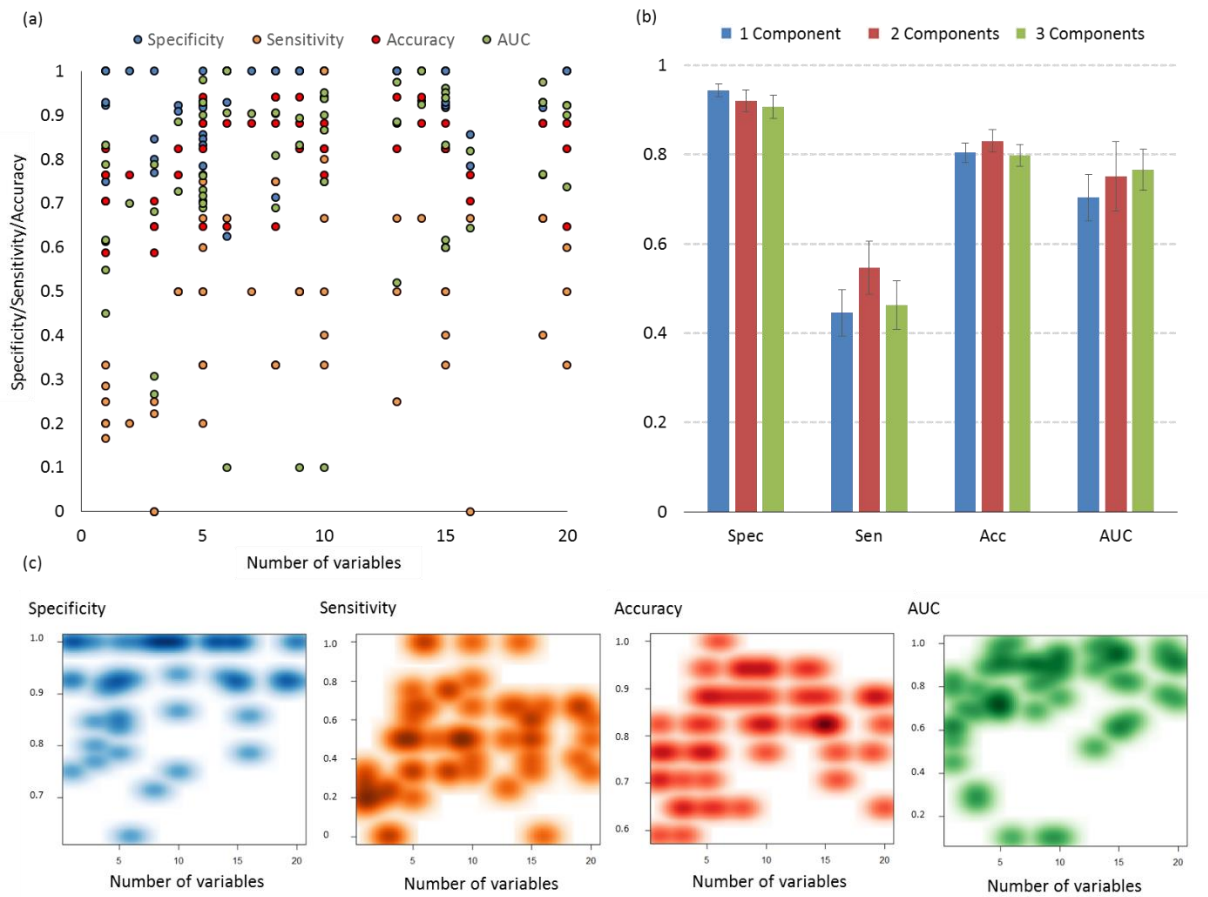 (a)
Specificity Sensitivity Accuracy AUC
Specificity/Sensitivity/Accuracy
1
0.9
0.8
0.7
0.6
0.5
0.4
0.3
0.2
0.1
0
0 5 10 15 20
Number of variables
(b)
1 Component 2 Components 3 Components
1
0.8
0.6
0.4
0.2
0
Spec Sen Acc AUC
(c)
Specificity
1.0
0.9
0.8
0.7
5 10 15 20
Number of variables
Sensitivity
1.0
0.8
0.6
0.4
0.2
0
5 10 15 20
Number of variables
Accuracy
1.0
0.9
0.8
0.7
0.6
5 10 15 20
Number of variables
AUC
1.0
0.8
0.6
0.4
0.2
5 10 15 20
Number of variables